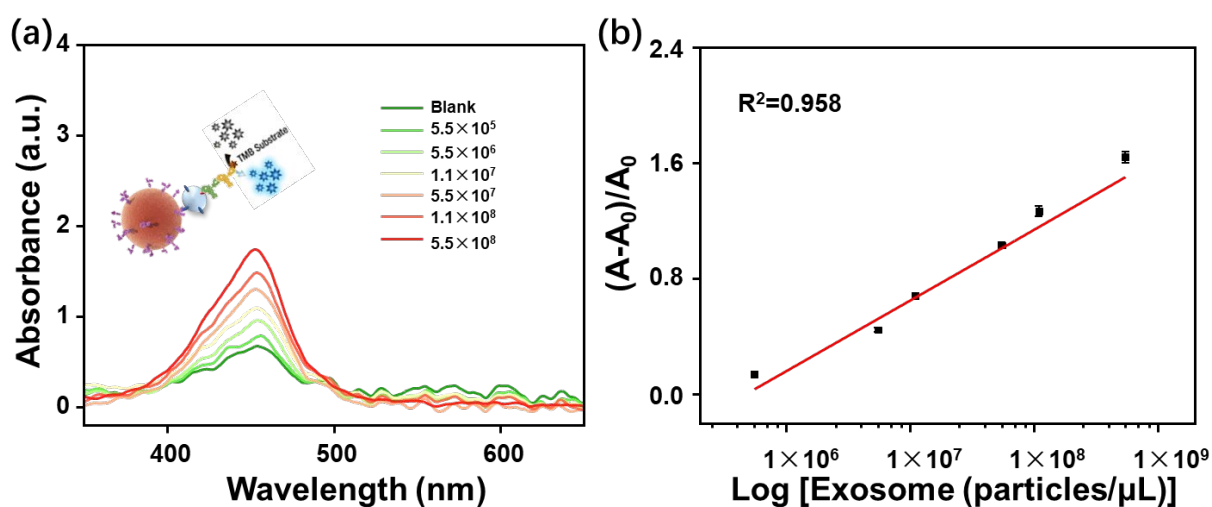 (a)
Absorbance (a.u.)
4
3
2
1
0
400
500
600
Wavelength (nm)
TMB Substrate
Blank
5.5×10⁵
5.5×10⁶
1.1×10⁷
5.5×10⁷
1.1×10⁸
5.5×10⁸
(b)
(A-A₀)/A₀
2.4
1.6
0.8
0.0
R²=0.958
1×10⁶
1×10⁷
1×10⁸
1×10⁹
Log [Exosome (particles/µL)]